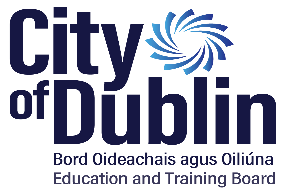 City
of Dublin
Bord Oideachais agus Oiliúna
Education and Training Board